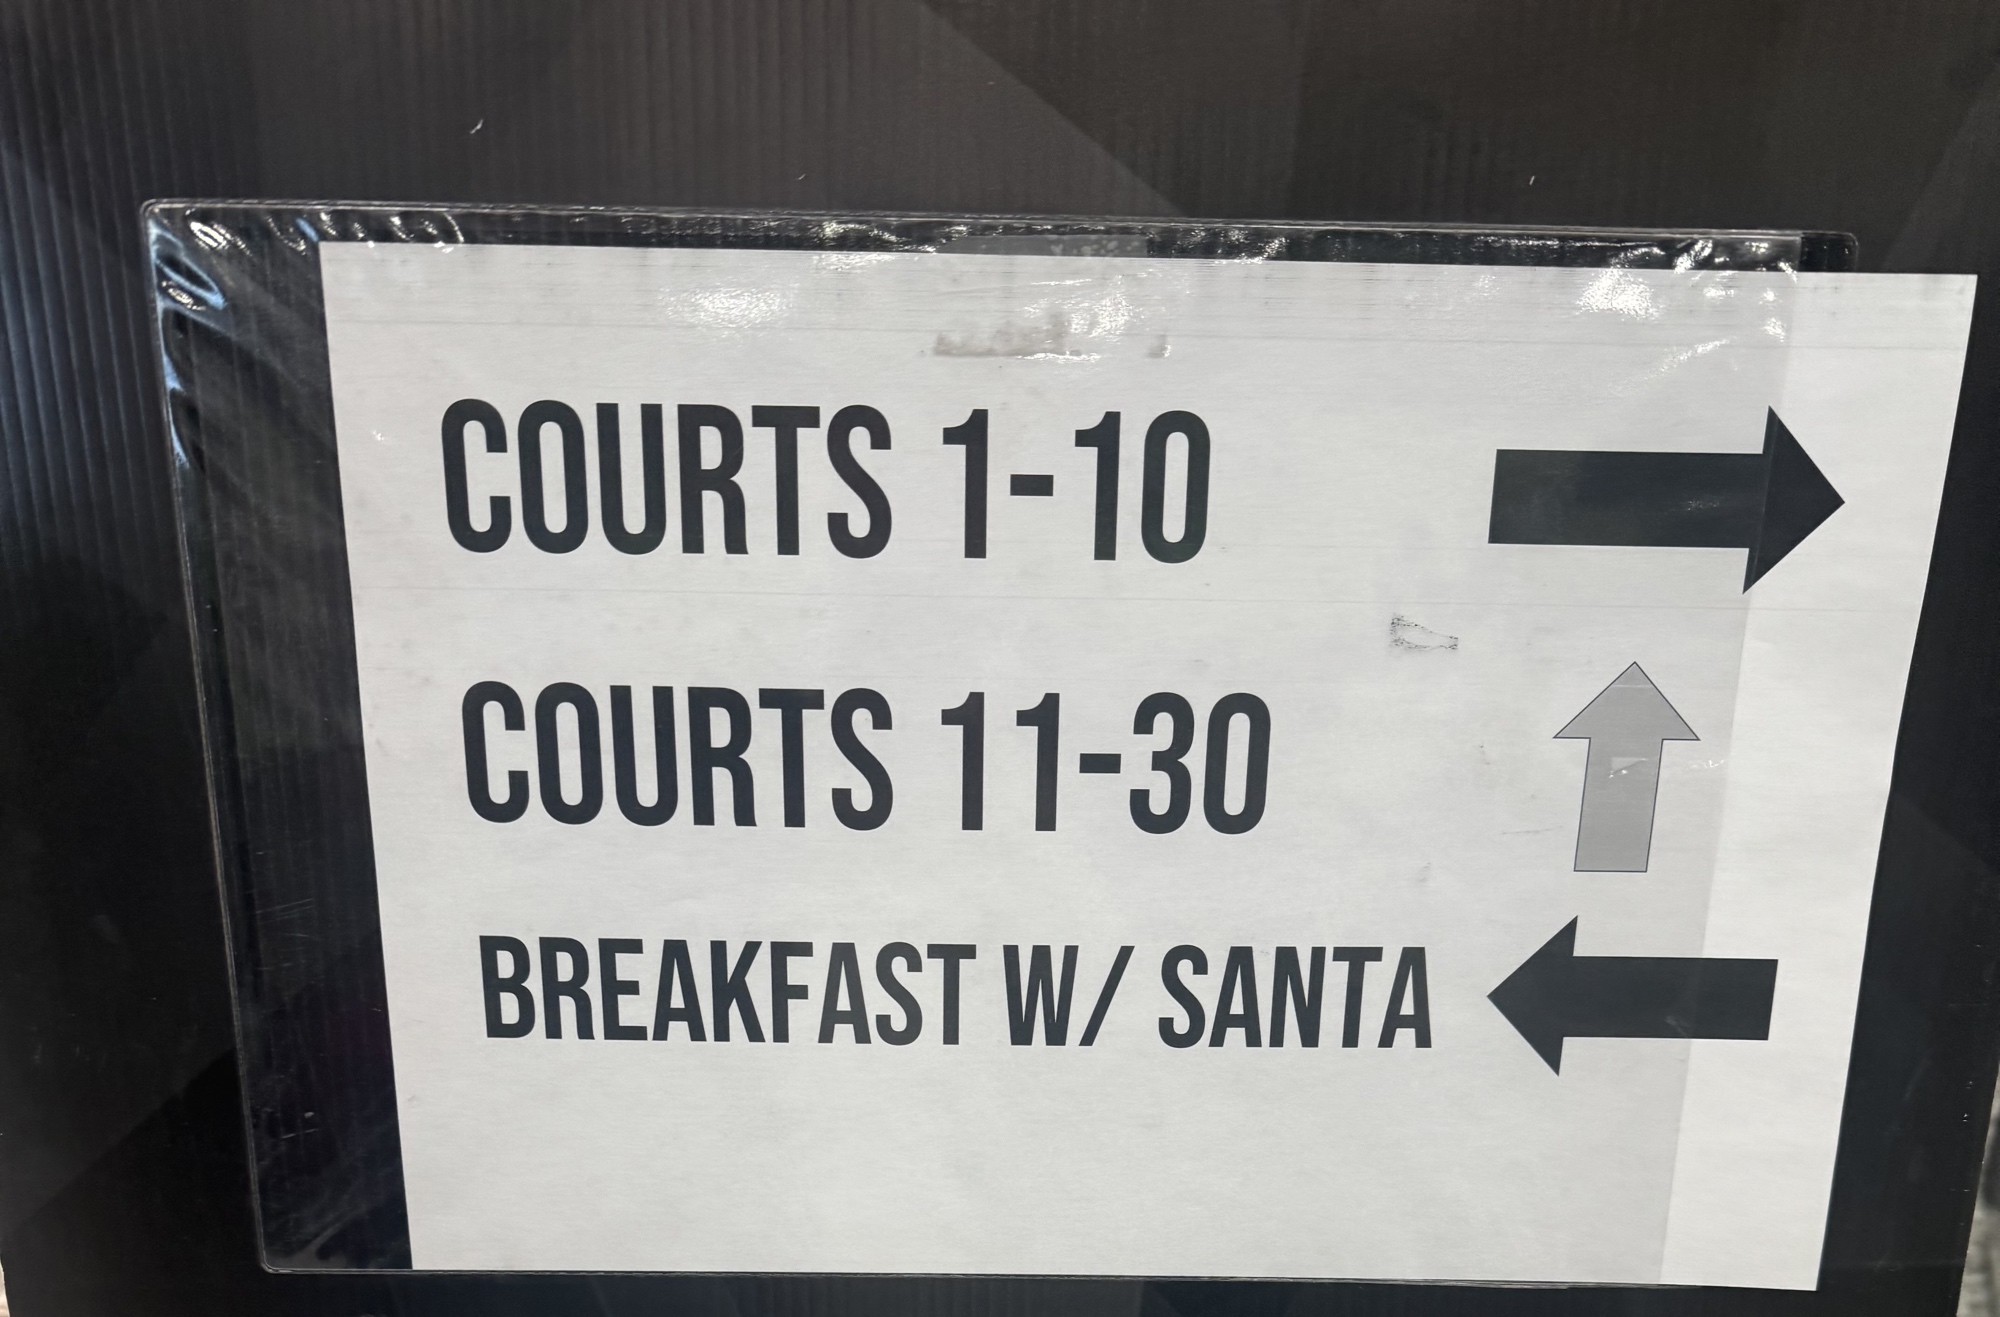 COURTS 1-10
COURTS 11-30
BREAKFAST W/ SANTA